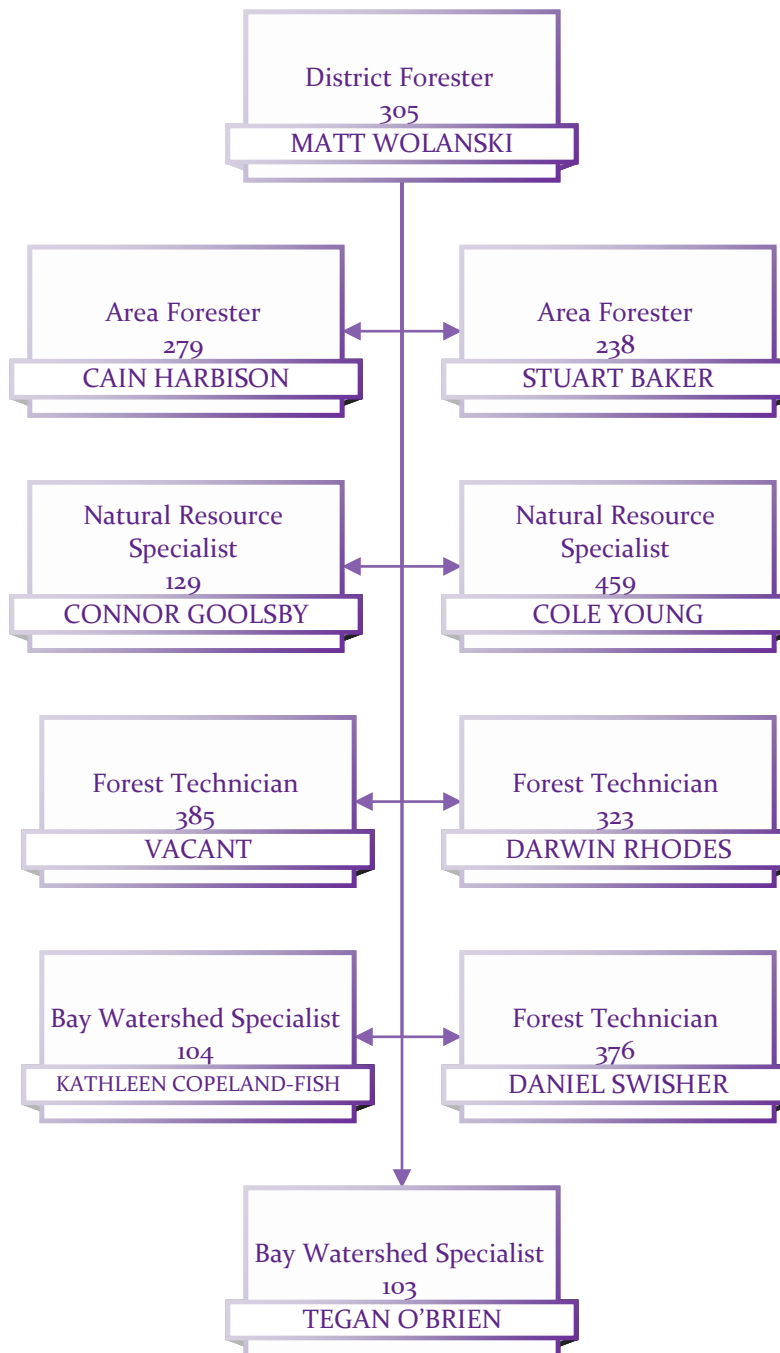 District Forester
305
MATT WOLANSKI
Area Forester
279
CAIN HARBISON
Area Forester
238
STUART BAKER
Natural Resource
Specialist
129
CONNOR GOOLSBY
Natural Resource
Specialist
459
COLE YOUNG
Forest Technician
385
VACANT
Forest Technician
323
DARWIN RHODES
Bay Watershed Specialist
104
KATHLEEN COPELAND-FISH
Forest Technician
376
DANIEL SWISHER
Bay Watershed Specialist
103
TEGAN O’BRIEN